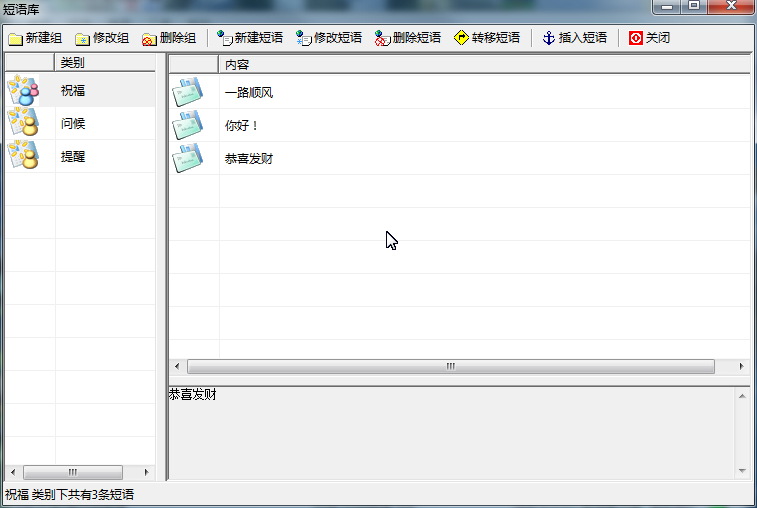 短语库
新建组 修改组 删除组 新建短语 修改短语 删除短语 转移短语 插入短语 关闭
类别
祝福
问候
提醒
内容
一路顺风
你好！
恭喜发财
恭喜发财
祝福 类别下共有3条短语